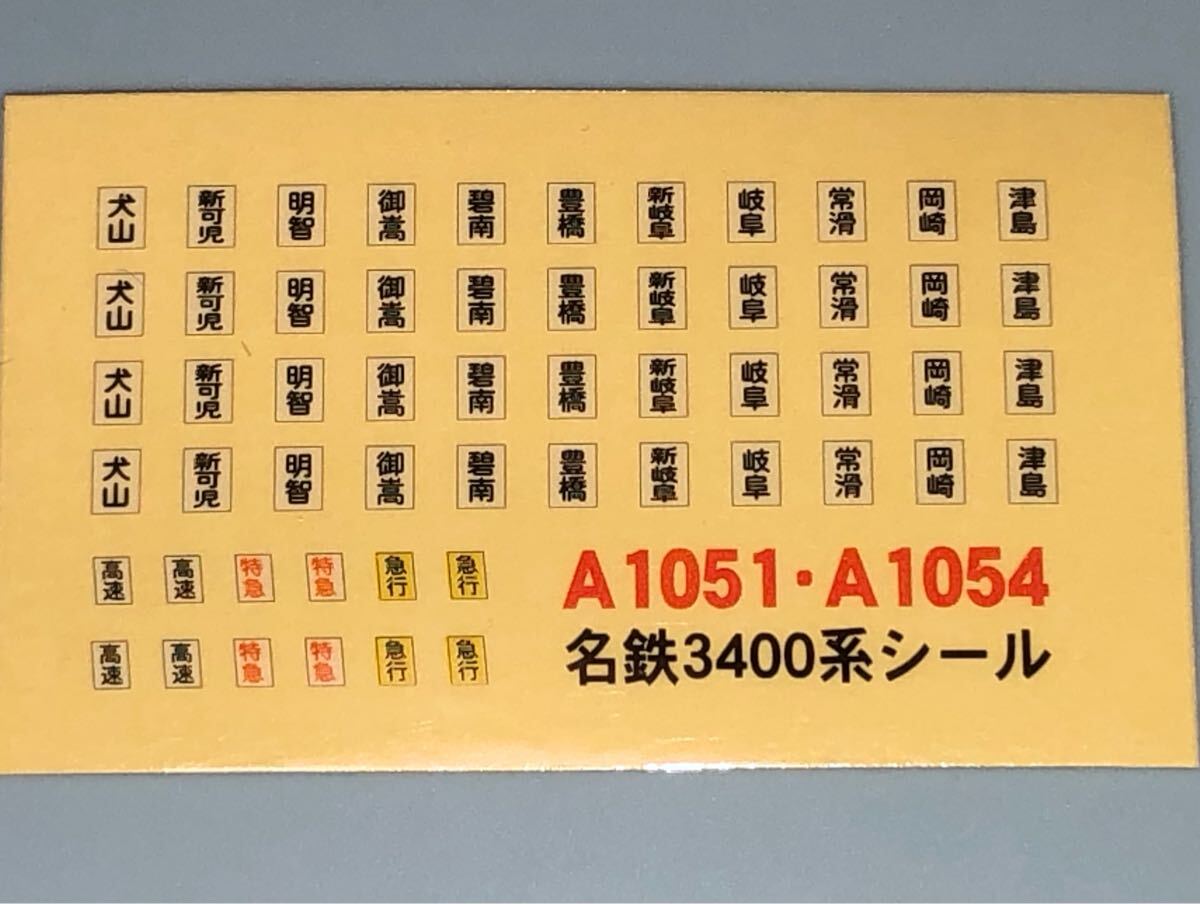 犬山 新可児 明智 御嵩 碧南 豊橋 新岐阜 岐阜 常滑 岡崎 津島
犬山 新可児 明智 御嵩 碧南 豊橋 新岐阜 岐阜 常滑 岡崎 津島
犬山 新可児 明智 御嵩 碧南 豊橋 新岐阜 岐阜 常滑 岡崎 津島
犬山 新可児 明智 御嵩 碧南 豊橋 新岐阜 岐阜 常滑 岡崎 津島
高速 高速 特急 特急 急行 急行
高速 高速 特急 特急 急行 急行
A1051・A1054
名鉄3400系シール